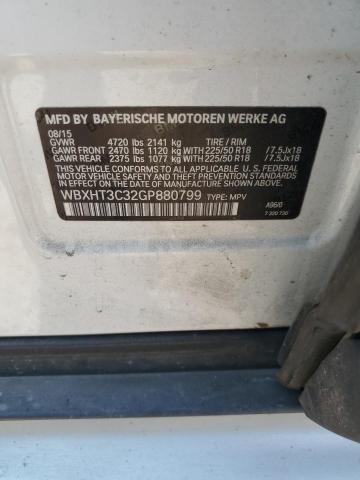 MFD BY BAYERISCHE MOTOREN WERKE AG
08/15
GVWR 4720 lbs 2141 kg TIRE / RIM
GAWR FRONT 2470 lbs 1120 kg WITH 225/50 R18 /7.5Jx18
GAWR REAR 2375 lbs 1077 kg WITH 225/50 R18 /7.5Jx18
THIS VEHICLE CONFORMS TO ALL APPLICABLE U.S. FEDERAL
MOTOR VEHICLE SAFETY, BUMPER, AND THEFT
PREVENTION STANDARDS IN EFFECT ON THE DATE OF
MANUFACTURE SHOWN ABOVE.
WBXHT3C32GP880799 TYPE: MPV
A96/0